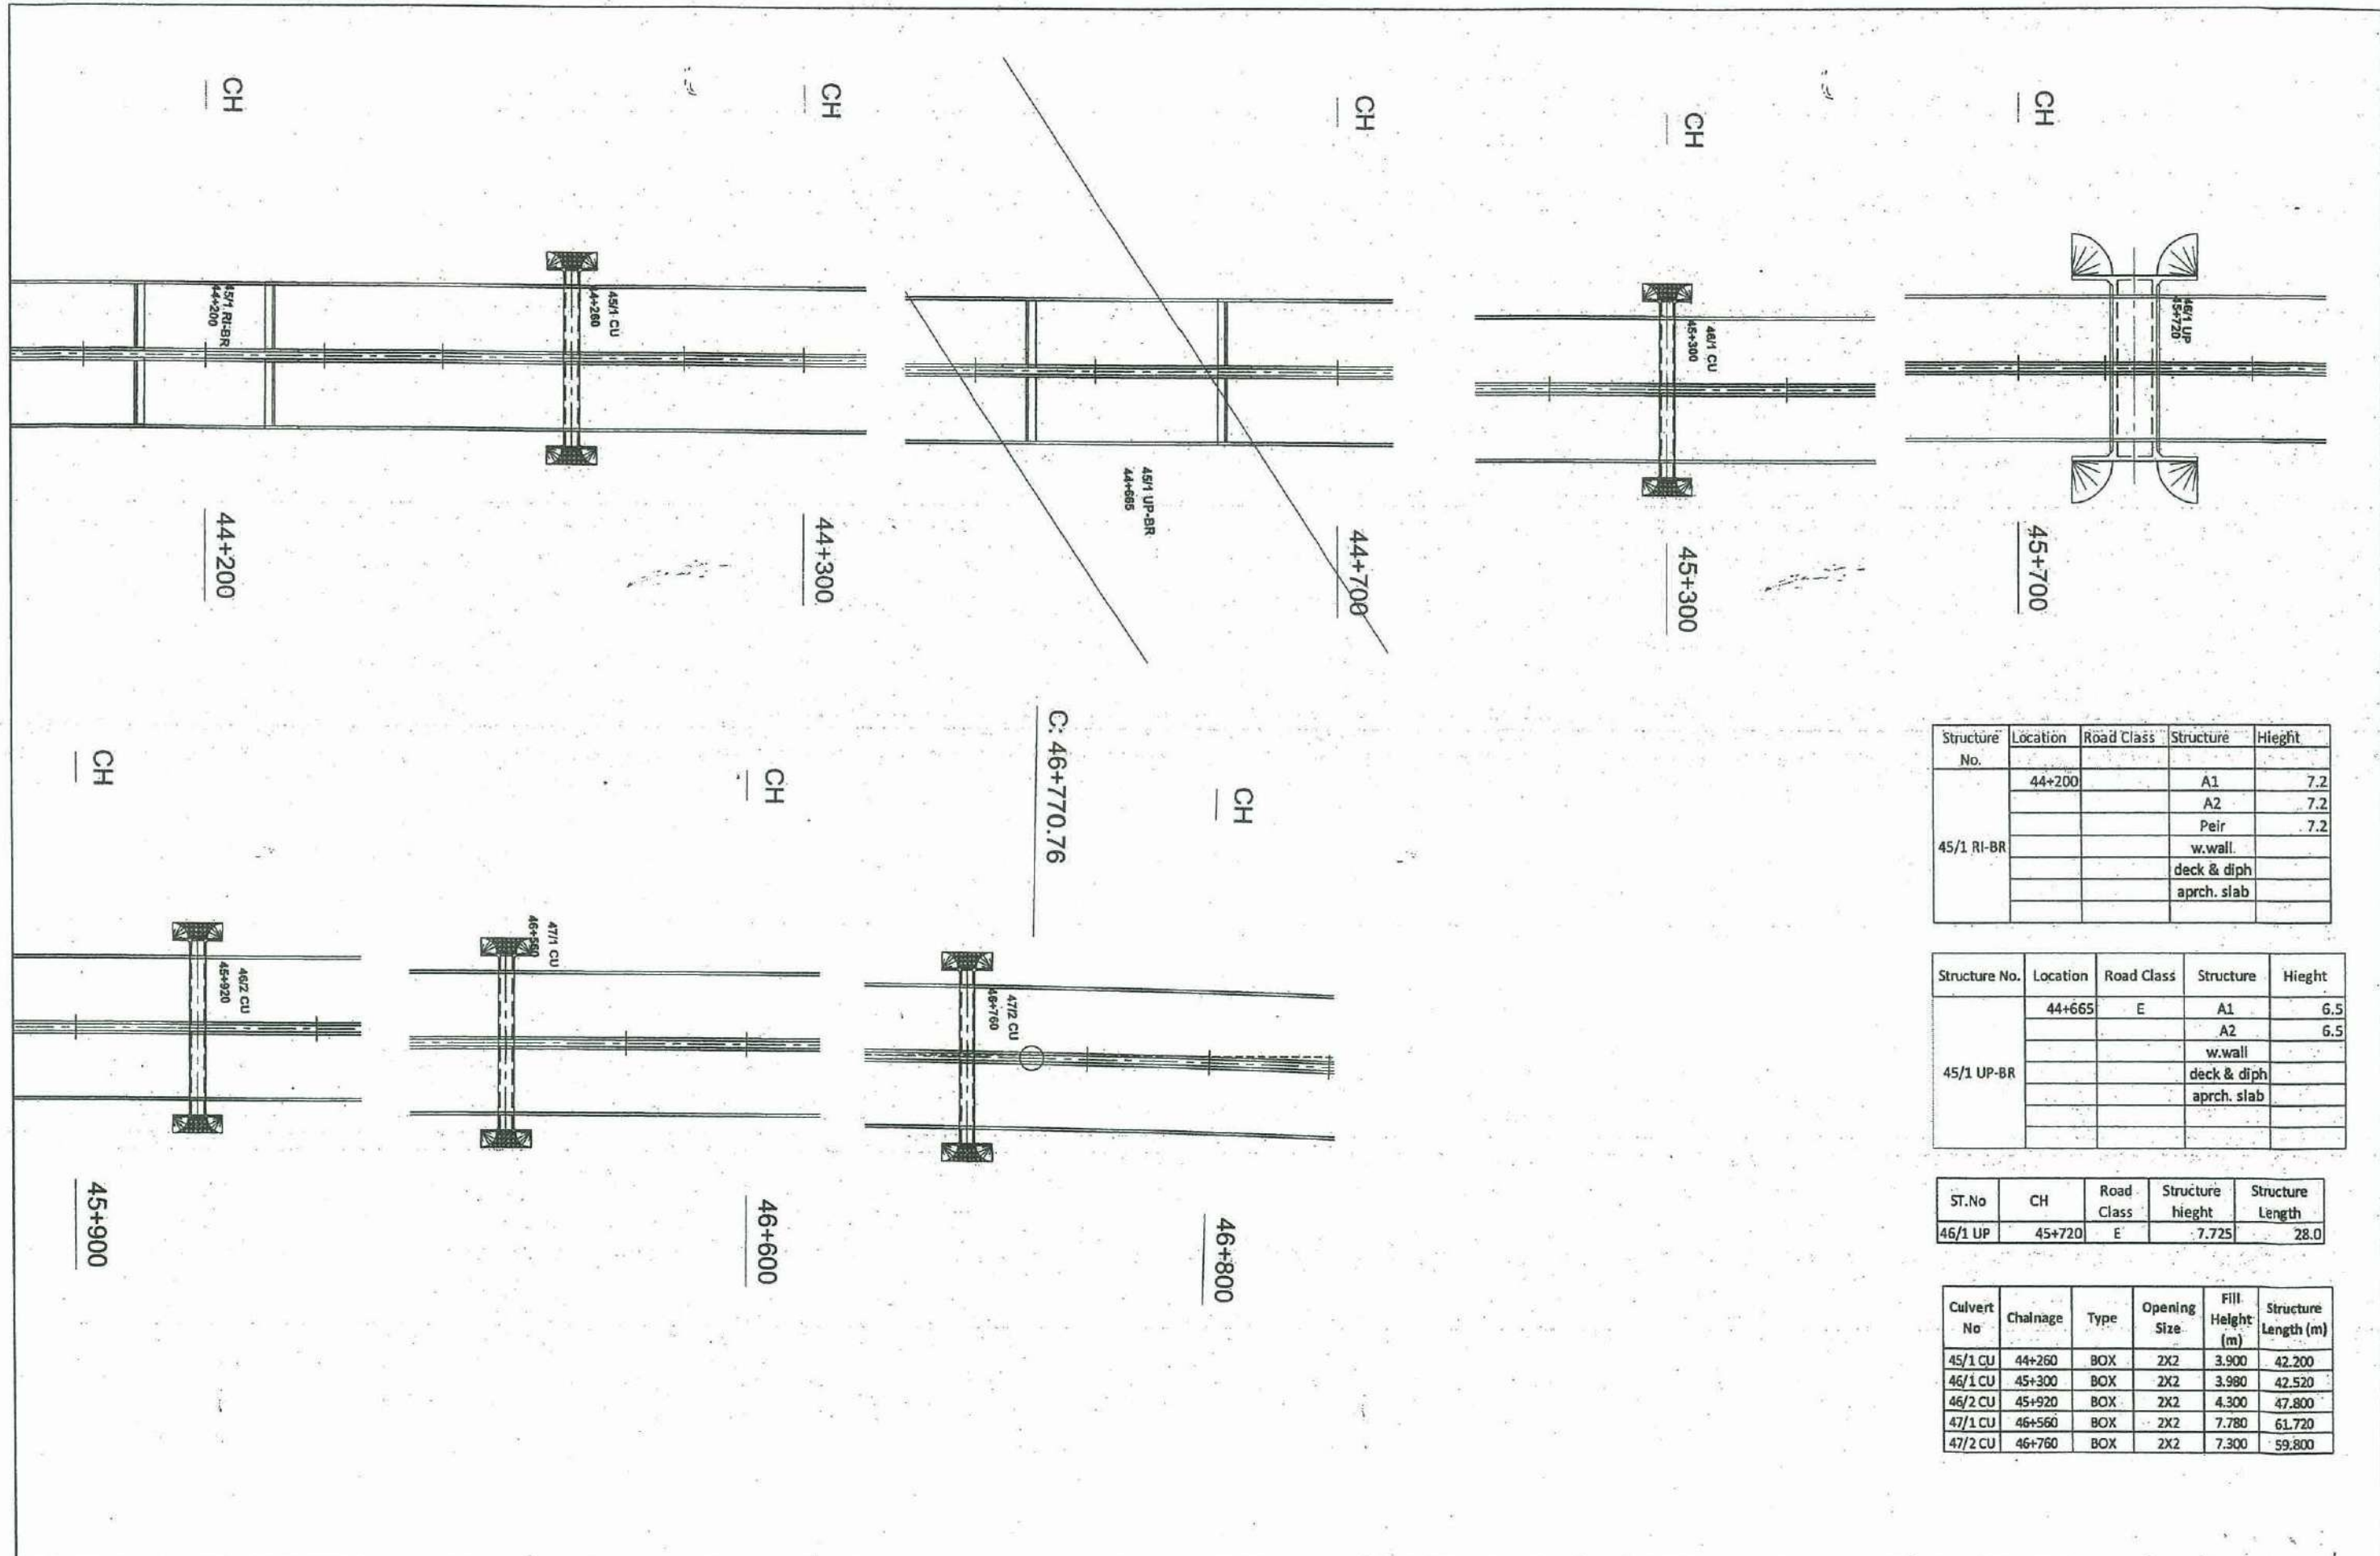 CH
CH
CH
CH
CH
45/1 RI-BR
44+200
45/1 CU
44+260
45/1 UP-BR
44+665
46/1 CU
45+300
46/1 UP
45+720
44+200
44+300
44+700
45+300
45+700
CH
CH
C: 46+770.76
CH
46/2 CU
45+920
47/1 CU
46+560
47/2 CU
46+760
45+900
46+600
46+800
Structure No. Location Road Class Structure Hieght
45/1 RI-BR 44+200 A1 7.2
A2 7.2
Peir 7.2
w.wall
deck & diph
aprch. slab
Structure No. Location Road Class Structure Hieght
45/1 UP-BR 44+665 E A1 6.5
A2 6.5
w.wall
deck & diph
aprch. slab
ST.No CH Road Class Structure hieght Structure Length
46/1 UP 45+720 E 7.725 28.0
Culvert No Chainage Type Opening Size Fill Height (m) Structure Length (m)
45/1 CU 44+260 BOX 2X2 3.900 42.200
46/1 CU 45+300 BOX 2X2 3.980 42.520
46/2 CU 45+920 BOX 2X2 4.300 47.800
47/1 CU 46+560 BOX 2X2 7.780 61.720
47/2 CU 46+760 BOX 2X2 7.300 59.800